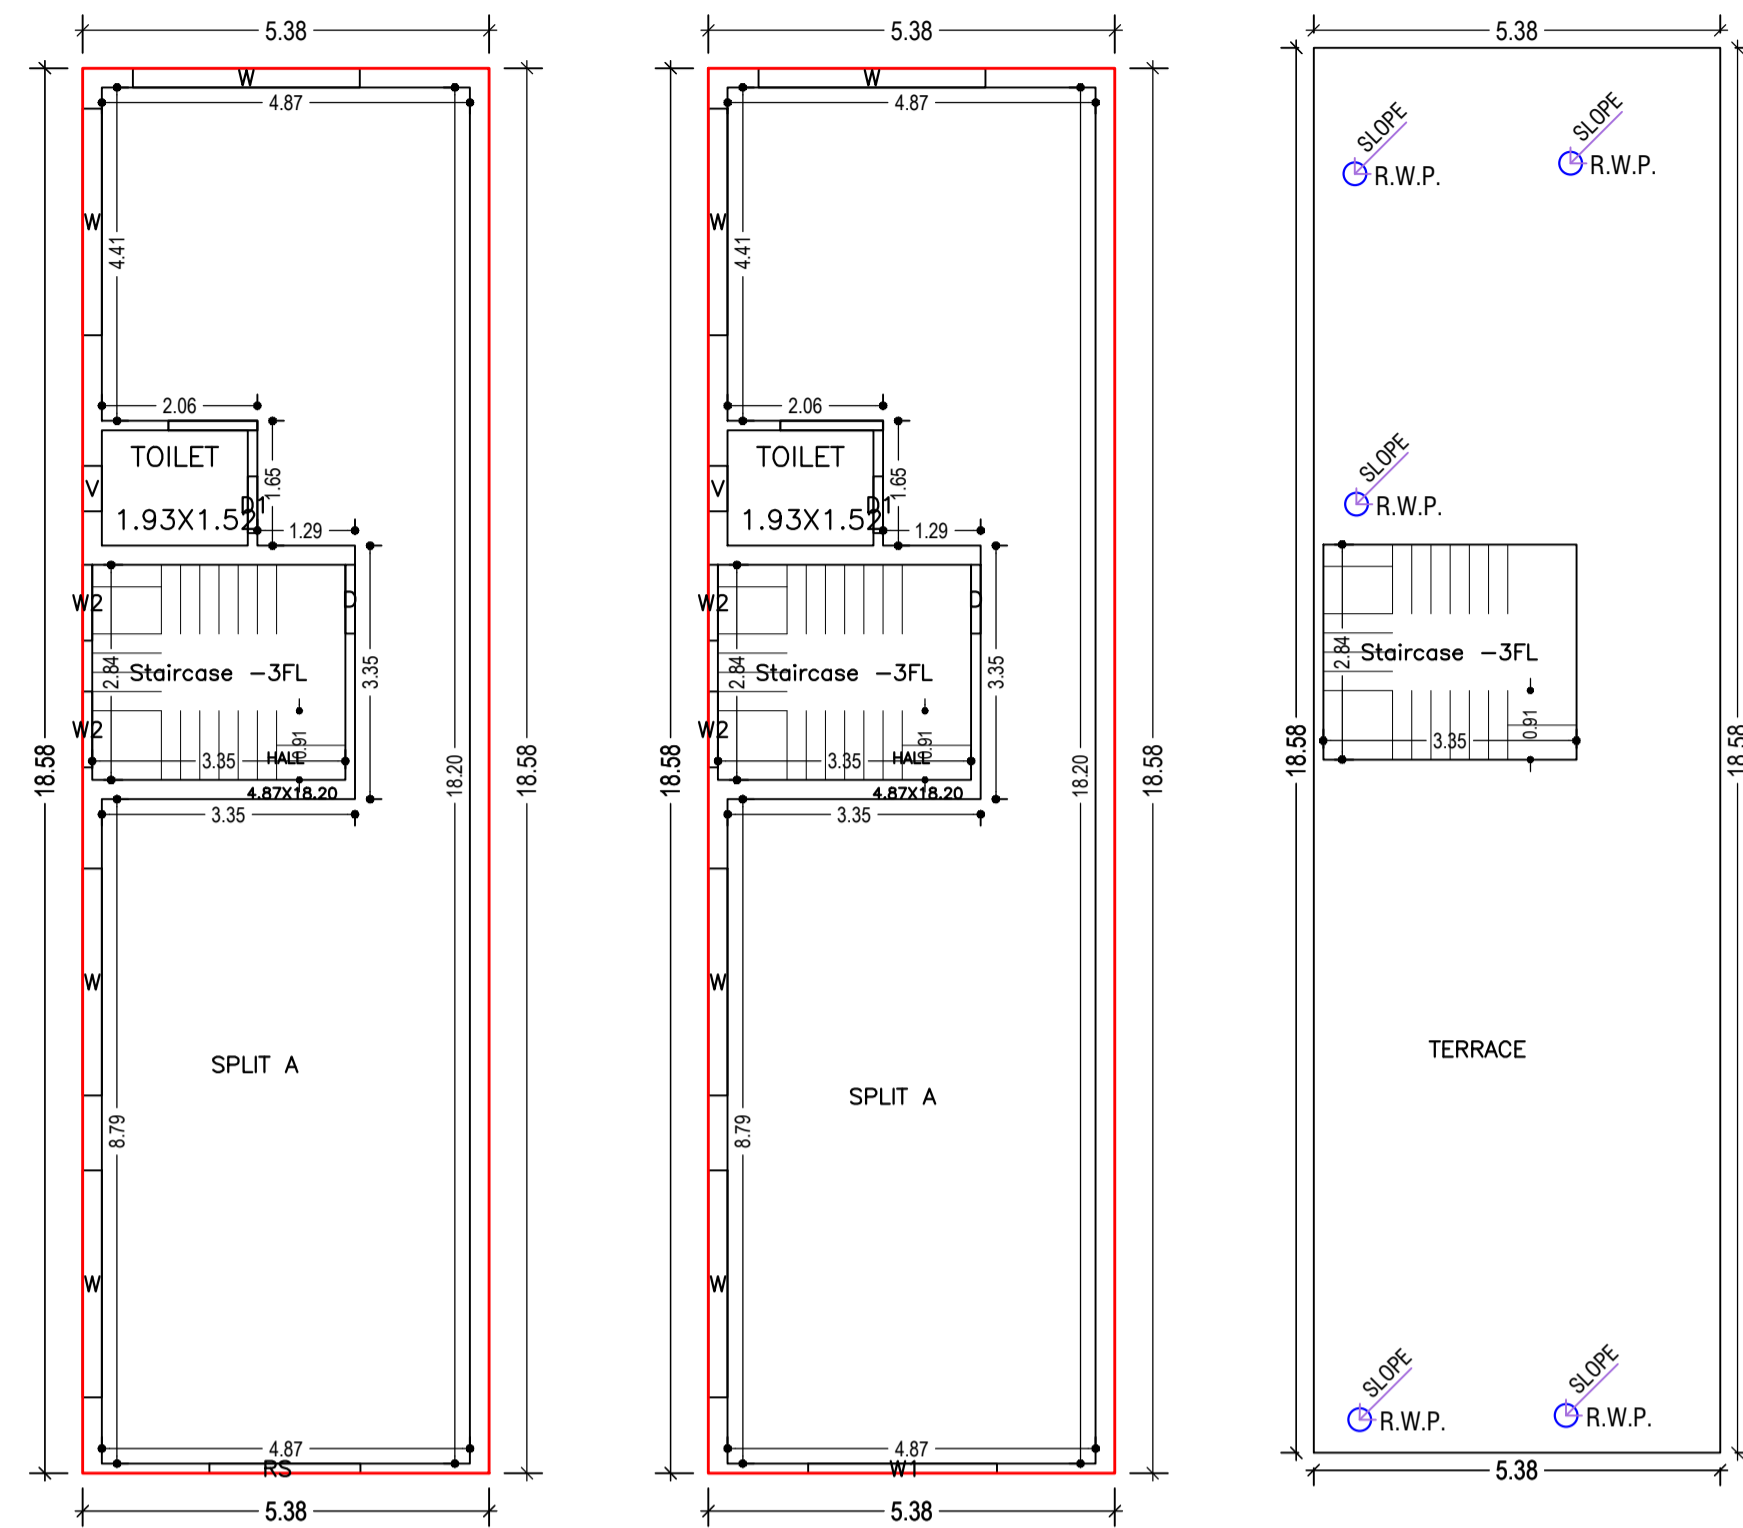 5.38
W
4.87
W
4.41
2.06
TOILET
1.93X1.52
V
D1
1.65
1.29
W2
D
Staircase -3FL
2.84
3.35
W2
0.91
3.35
HALL
4.87X18.20
3.35
18.58
18.20
18.58
W
SPLIT A
8.79
W
4.87
RS
5.38
5.38
W
4.87
W
4.41
2.06
TOILET
1.93X1.52
V
D1
1.65
1.29
W2
D
Staircase -3FL
2.84
3.35
W2
0.91
3.35
HALL
4.87X18.20
3.35
18.58
18.20
18.58
W
SPLIT A
8.79
W
4.87
W1
5.38
5.38
SLOPE
R.W.P.
SLOPE
R.W.P.
SLOPE
R.W.P.
Staircase -3FL
2.84
0.91
3.35
18.58
18.58
TERRACE
SLOPE
R.W.P.
SLOPE
R.W.P.
5.38